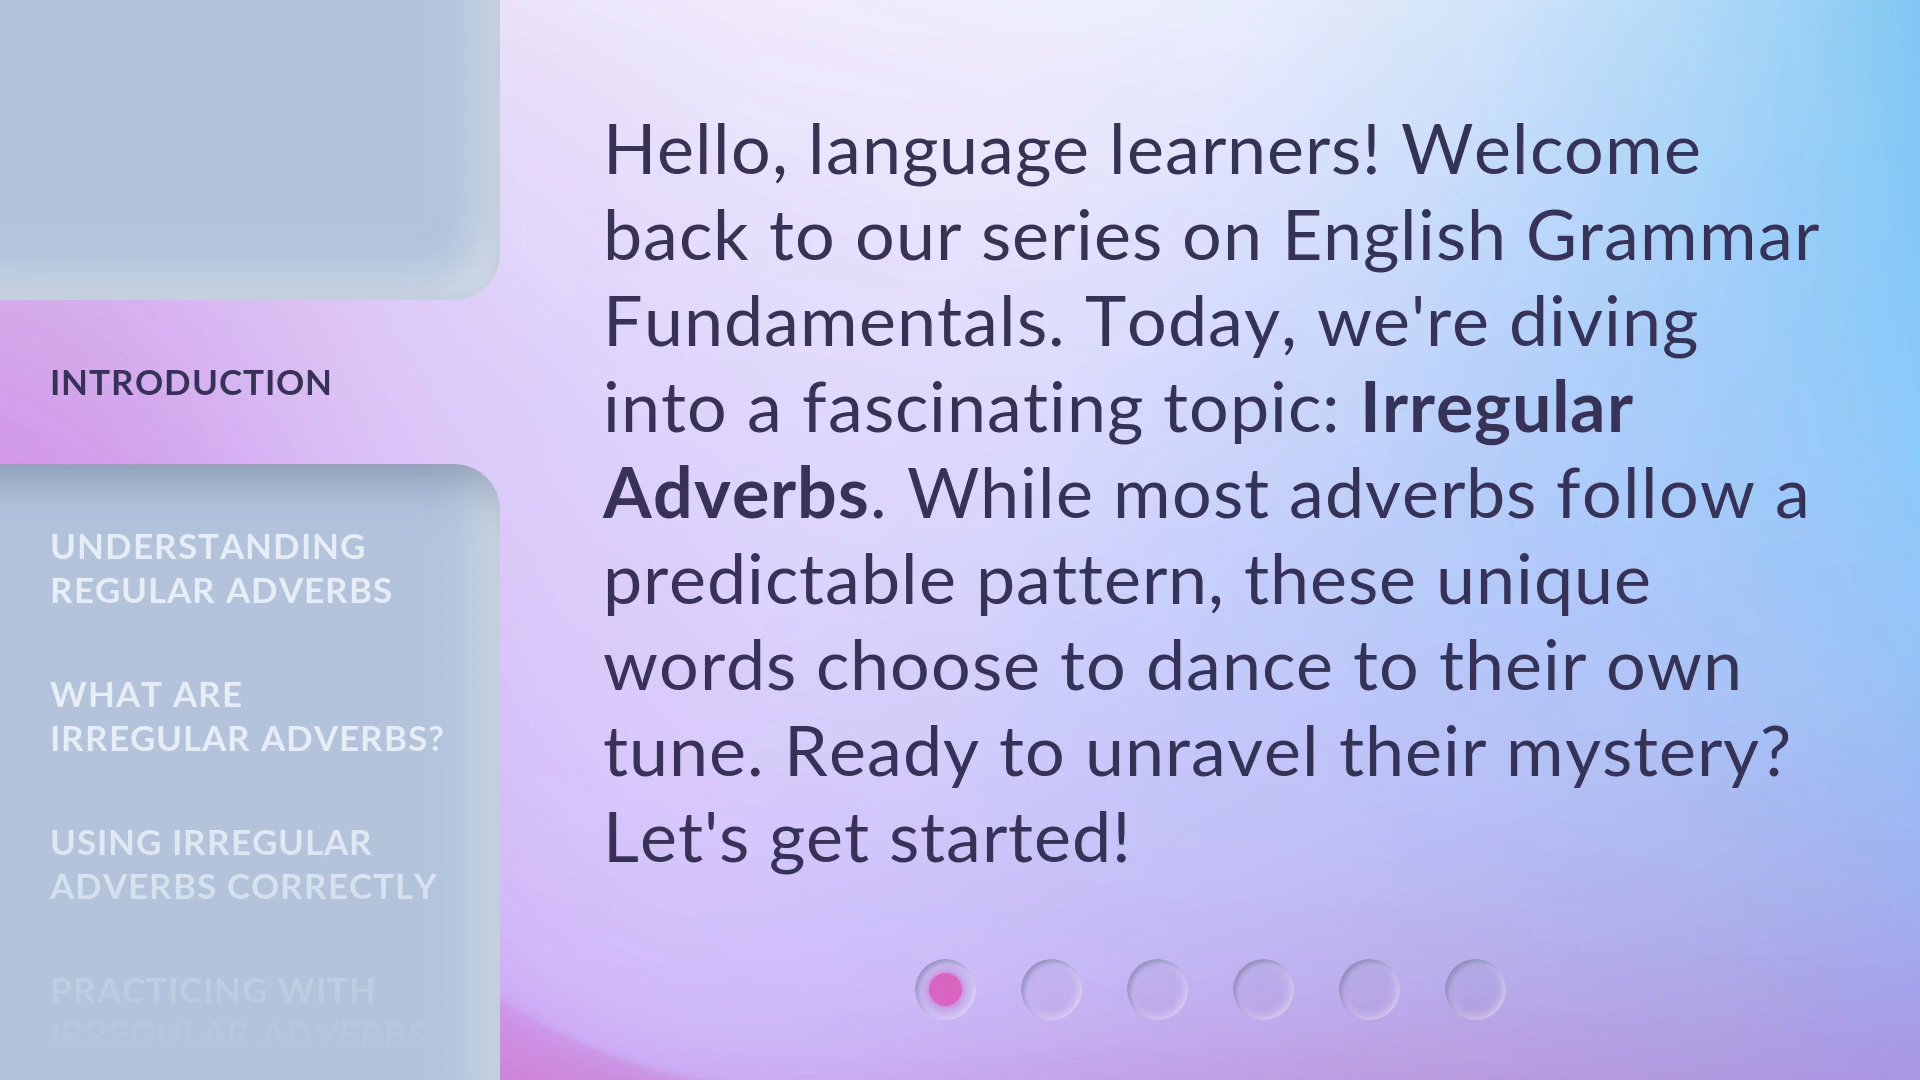 INTRODUCTION
UNDERSTANDING
REGULAR ADVERBS
WHAT ARE
IRREGULAR ADVERBS?
USING IRREGULAR
ADVERBS CORRECTLY
PRACTICING WITH
IRREGULAR ADVERBS
Hello, language learners! Welcome
back to our series on English Grammar
Fundamentals. Today, we're diving
into a fascinating topic: Irregular
Adverbs. While most adverbs follow a
predictable pattern, these unique
words choose to dance to their own
tune. Ready to unravel their mystery?
Let's get started!